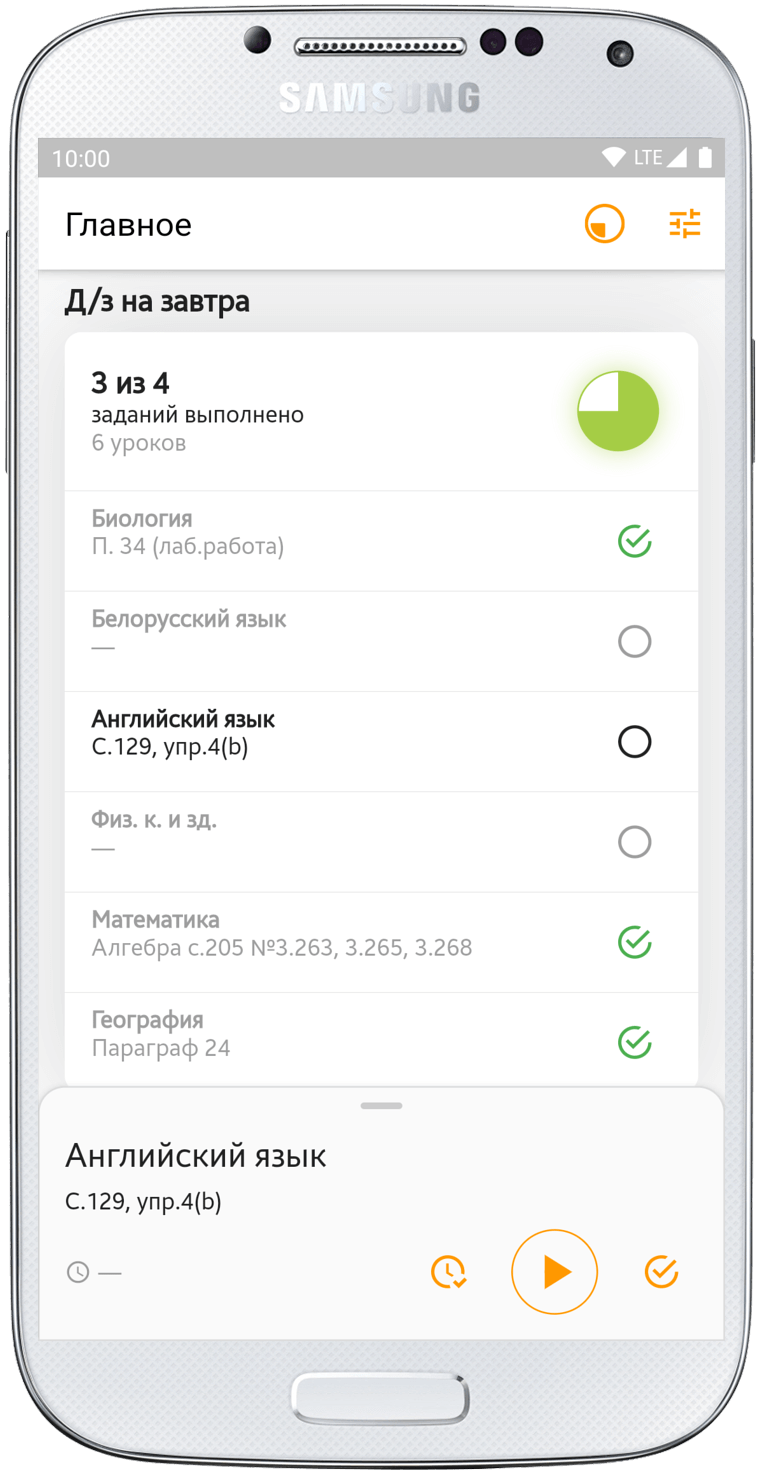 SAMSUNG
10:00 LTE
Главное
Д/з на завтра
3 из 4
заданий выполнено
6 уроков
Биология
П. 34 (лаб.работа)
Белорусский язык
—
Английский язык
С.129, упр.4(b)
Физ. к. и зд.
—
Математика
Алгебра с.205 №3.263, 3.265, 3.268
География
Параграф 24
Английский язык
С.129, упр.4(b)
—